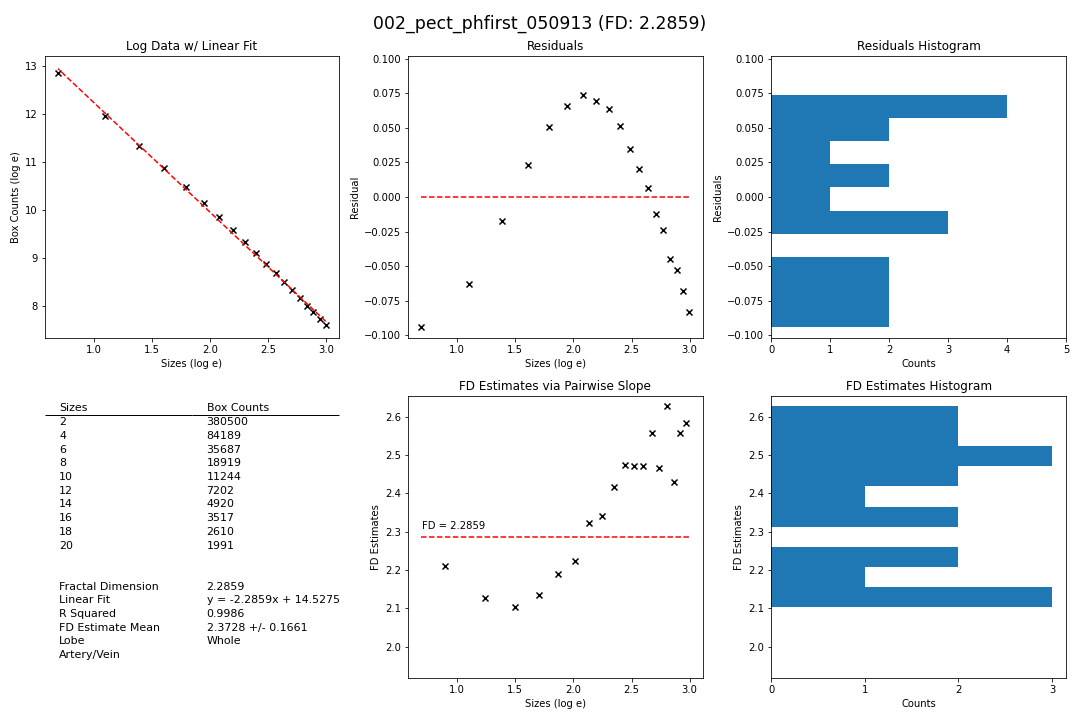 002_pect_phfirst_050913 (FD: 2.2859)
Log Data w/ Linear Fit
13
12
11
10
9
8
Box Counts (log e)
1.0 1.5 2.0 2.5 3.0
Sizes (log e)
Residuals
0.100
0.075
0.050
0.025
0.000
−0.025
−0.050
−0.075
−0.100
Residual
1.0 1.5 2.0 2.5 3.0
Sizes (log e)
Residuals Histogram
0.100
0.075
0.050
0.025
0.000
−0.025
−0.050
−0.075
−0.100
Residuals
0 1 2 3 4 5
Counts
Sizes Box Counts
2 380500
4 84189
6 35687
8 18919
10 11244
12 7202
14 4920
16 3517
18 2610
20 1991
Fractal Dimension 2.2859
Linear Fit y = -2.2859x + 14.5275
R Squared 0.9986
FD Estimate Mean 2.3728 +/- 0.1661
Lobe Whole
Artery/Vein
FD Estimates via Pairwise Slope
2.6
2.5
2.4
2.3
2.2
2.1
2.0
FD Estimates
FD = 2.2859
1.0 1.5 2.0 2.5 3.0
Sizes (log e)
FD Estimates Histogram
2.6
2.5
2.4
2.3
2.2
2.1
2.0
FD Estimates
0 1 2 3
Counts